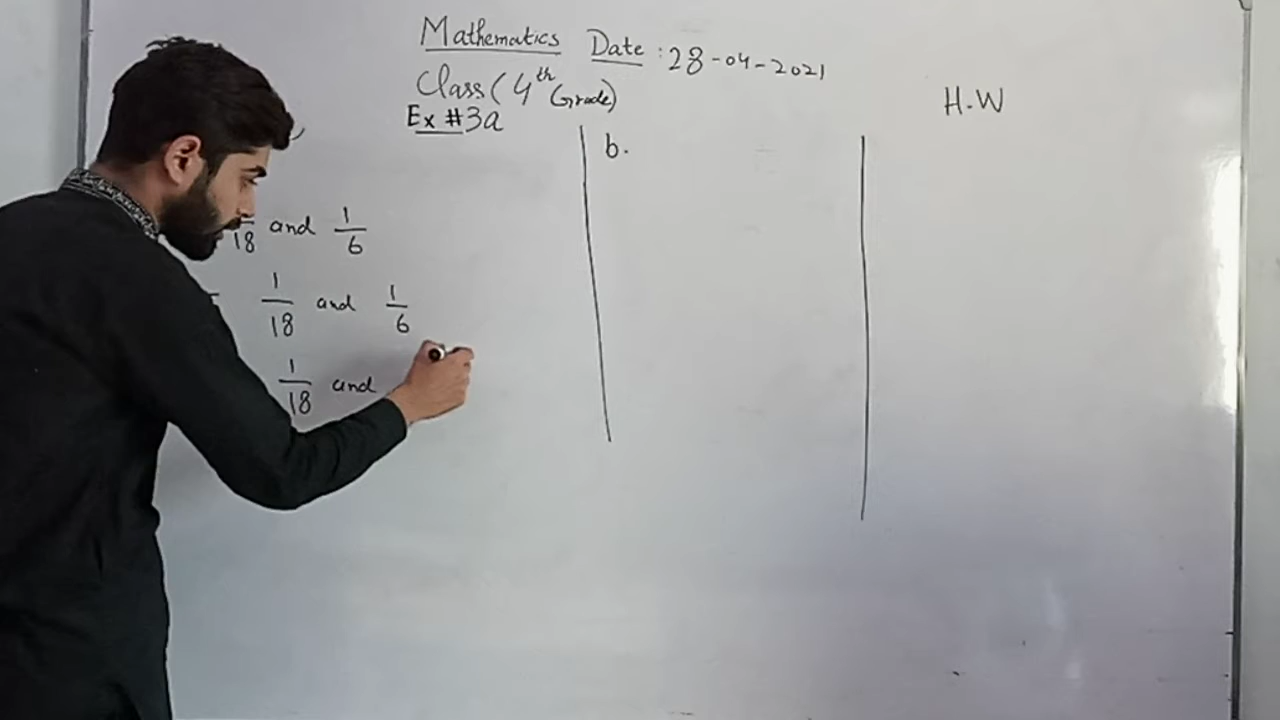 Mathematics Date : 28-04-2021
Class (4th Grade)
H.W
Ex #3a
b.
18 and 1/6
1/18 and 1/6
1/18 and